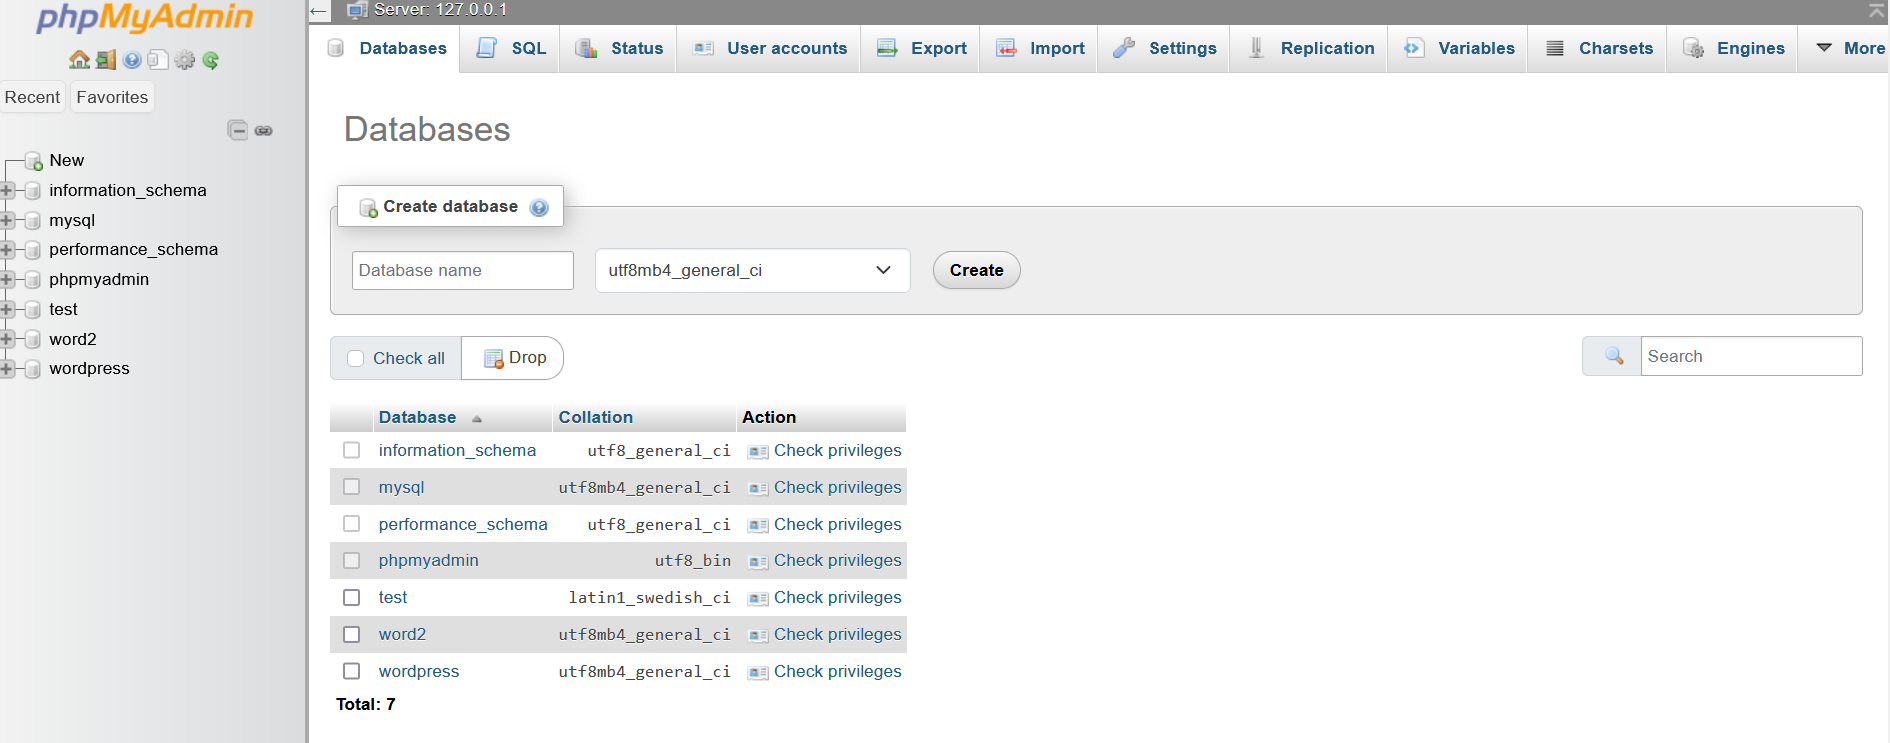 phpMyAdmin
Recent Favorites
New
information_schema
mysql
performance_schema
phpmyadmin
test
word2
wordpress
Server: 127.0.0.1
Databases SQL Status User accounts Export Import Settings Replication Variables Charsets Engines More
Databases
Create database
Database name utf8mb4_general_ci Create
Check all Drop Search
Database Collation Action
information_schema utf8_general_ci Check privileges
mysql utf8mb4_general_ci Check privileges
performance_schema utf8_general_ci Check privileges
phpmyadmin utf8_bin Check privileges
test latin1_swedish_ci Check privileges
word2 utf8mb4_general_ci Check privileges
wordpress utf8mb4_general_ci Check privileges
Total: 7